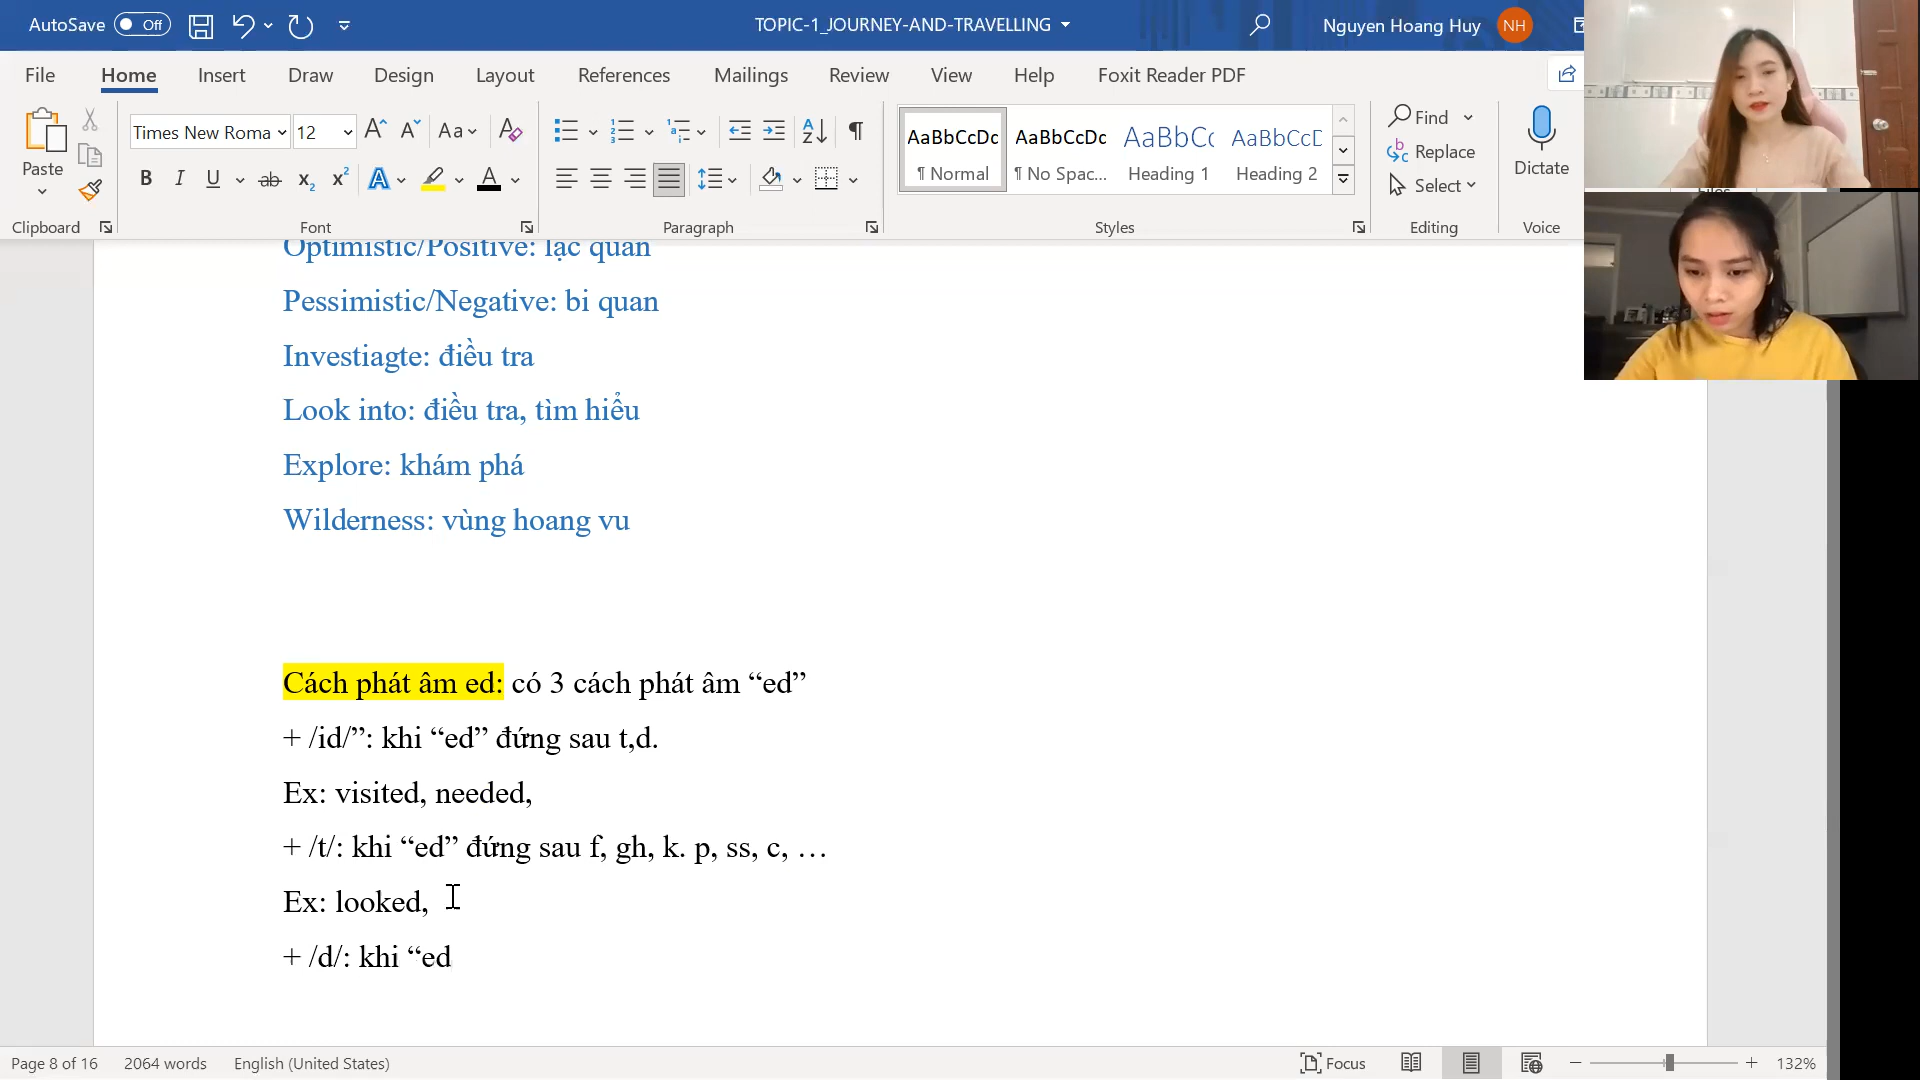 AutoSave Off TOPIC-1_JOURNEY-AND-TRAVELLING Nguyen Hoang Huy NH
File Home Insert Draw Design Layout References Mailings Review View Help Foxit Reader PDF
Times New Roma 12 Aa
AaBbCcDc AaBbCcDc AaBbCc AaBbCcD
Find
Replace
Select
Paste
B I U ab x2 x2 A A
¶ Normal ¶ No Spac... Heading 1 Heading 2
Dictate
Clipboard Font Paragraph Styles Editing Voice
Optimistic/Positive: lạc quan
Pessimistic/Negative: bi quan
Investiagte: điều tra
Look into: điều tra, tìm hiểu
Explore: khám phá
Wilderness: vùng hoang vu
Cách phát âm ed: có 3 cách phát âm “ed”
+ /id/”: khi “ed” đứng sau t,d.
Ex: visited, needed,
+ /t/: khi “ed” đứng sau f, gh, k. p, ss, c, …
Ex: looked,
+ /d/: khi “ed
Page 8 of 16 2064 words English (United States) Focus 132%